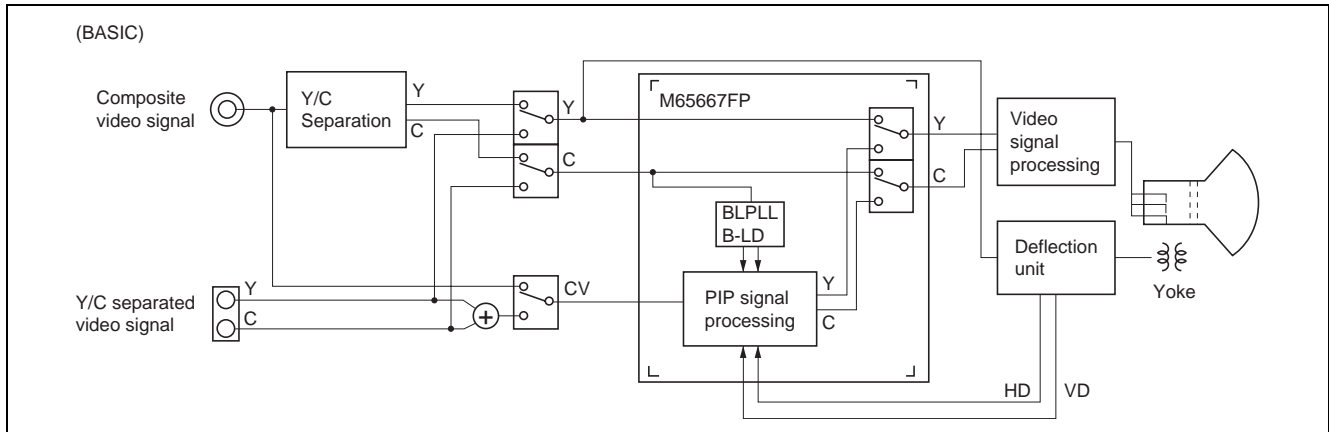 (BASIC)
Composite
video signal
Y/C
Separation
Y
C
Y
C
M65667FP
BLPLL
B-LD
PIP signal
processing
Y
C
Y
C
Video
signal
processing
Deflection
unit
Yoke
Y/C separated
video signal
Y
C
+
CV
HD
VD